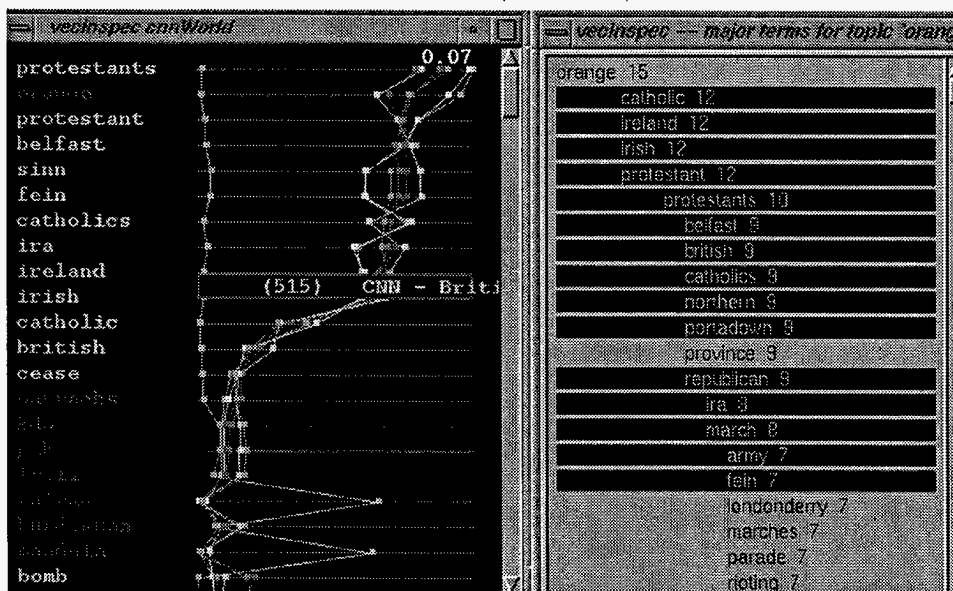 vecinspec cnnWorld
0.07
protestants
protestant
belfast
sinn
fein
catholics
ira
ireland
(515) CNN - Briti
irish
catholic
british
cease
bomb
vecinspec -- major terms for topic "orang
orange 15
catholic 12
ireland 12
irish 12
protestant 12
protestants 10
belfast 9
british 9
catholics 9
northern 9
portadown 9
province 9
republican 9
ira 8
march 8
army 7
fein 7
londonderry 7
marches 7
parade 7
rioting 7